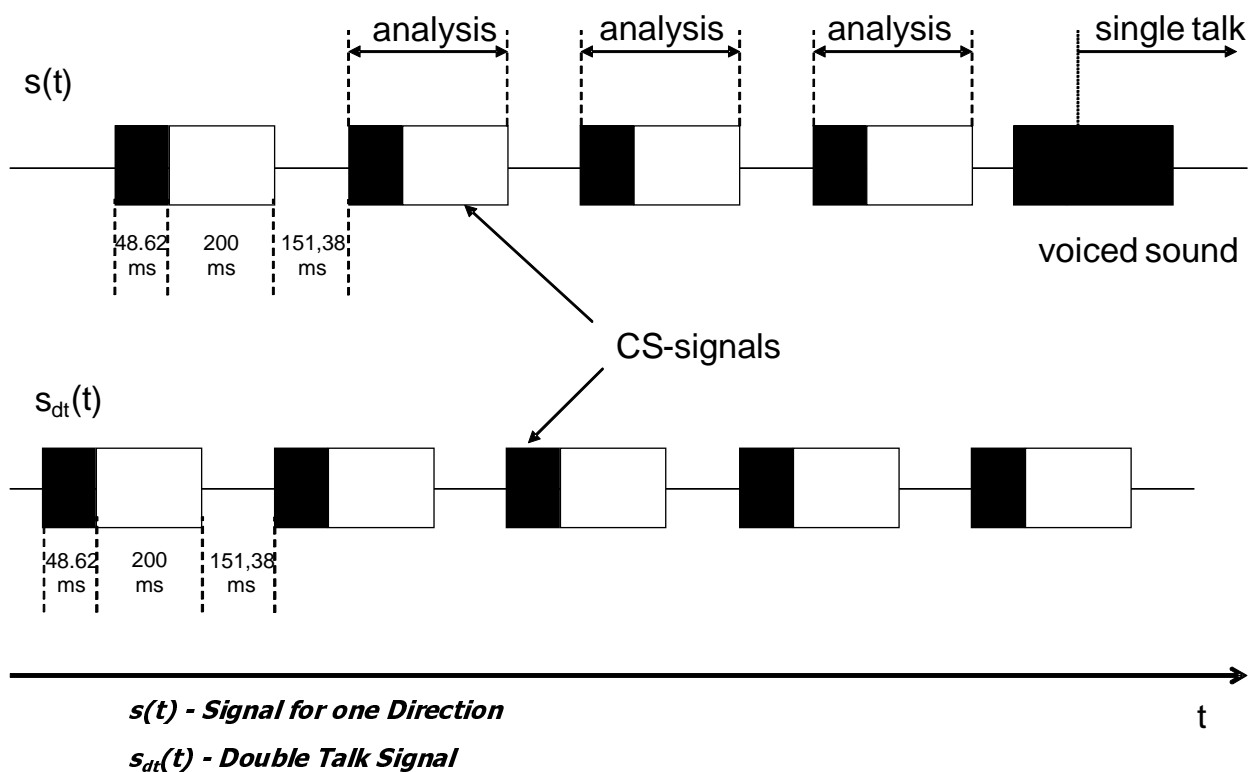 analysis analysis analysis single talk
s(t)
48.62 200 151,38
ms ms ms
voiced sound
CS-signals
sdt(t)
48.62 200 151,38
ms ms ms
t
s(t) - Signal for one Direction
sdt(t) - Double Talk Signal